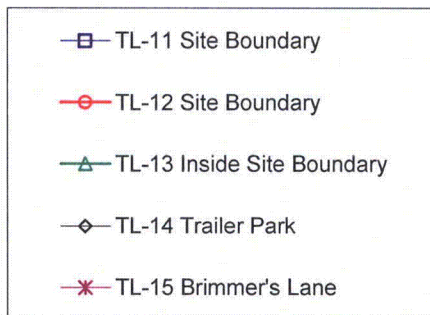 TL-11 Site Boundary
TL-12 Site Boundary
TL-13 Inside Site Boundary
TL-14 Trailer Park
TL-15 Brimmer's Lane